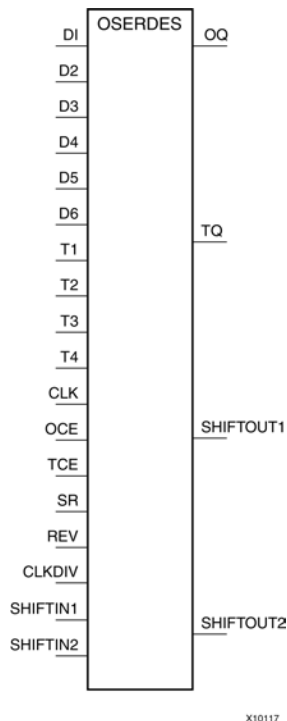 OSERDES
DI
OQ
D2
D3
D4
D5
D6
TQ
T1
T2
T3
T4
CLK
OCE
SHIFTOUT1
TCE
SR
REV
CLKDIV
SHIFTIN1
SHIFTOUT2
SHIFTIN2
X10117